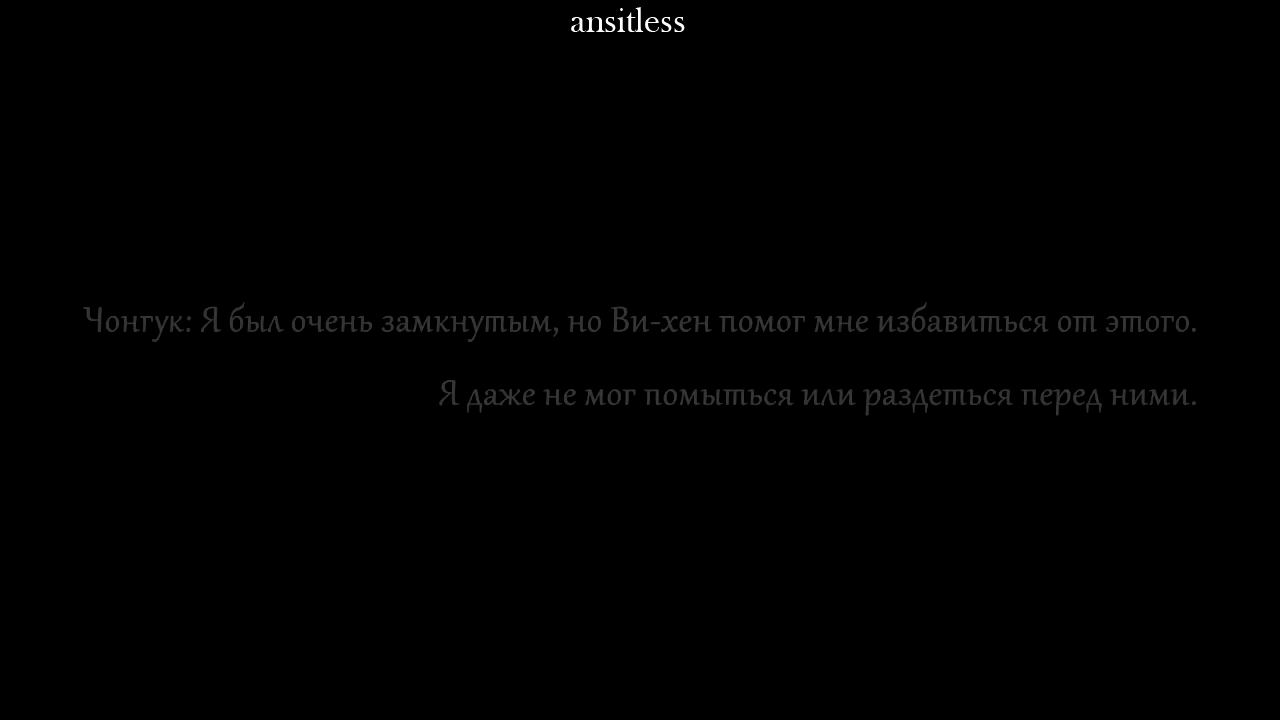 ansitless
Чонгук: Я был очень замкнутым, но Ви-хен помог мне избавиться от этого.
Я даже не мог помыться или раздеться перед ними.